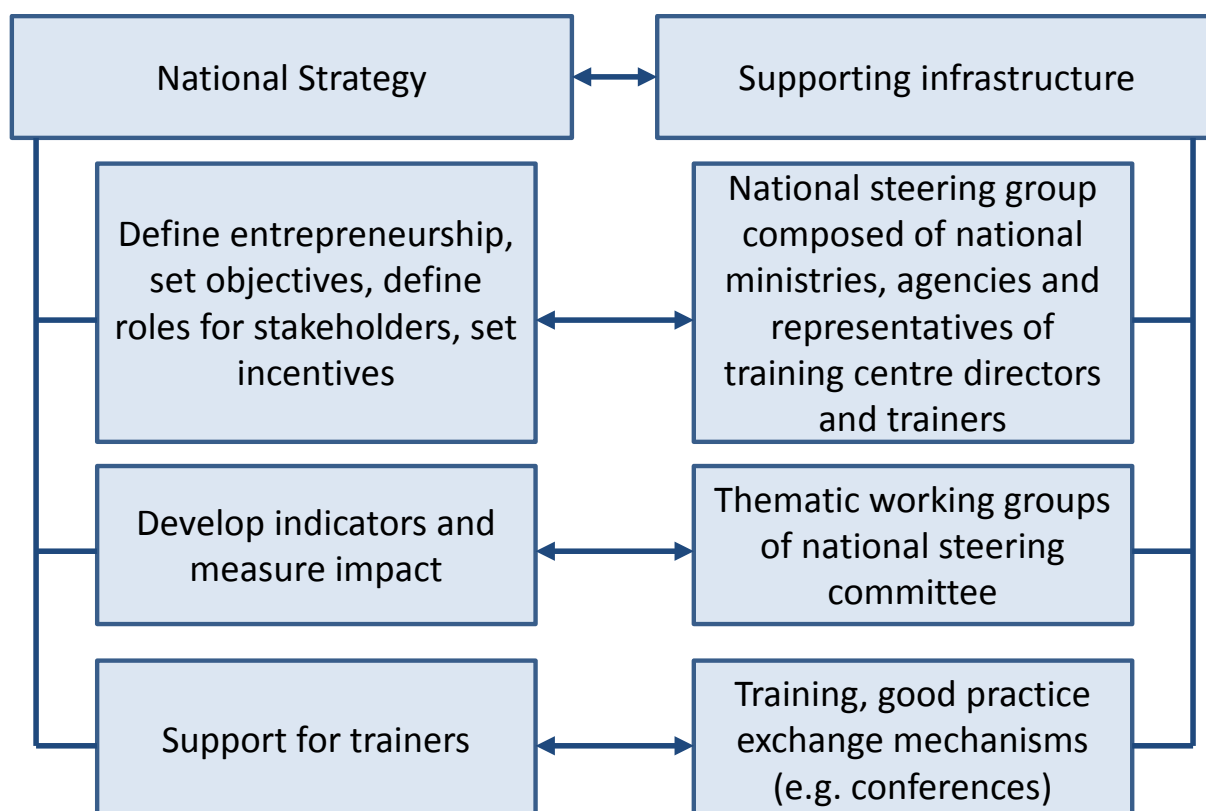 National Strategy
Supporting infrastructure
Define entrepreneurship,
set objectives, define
roles for stakeholders, set
incentives
National steering group
composed of national
ministries, agencies and
representatives of
training centre directors
and trainers
Develop indicators and
measure impact
Thematic working groups
of national steering
committee
Support for trainers
Training, good practice
exchange mechanisms
(e.g. conferences)